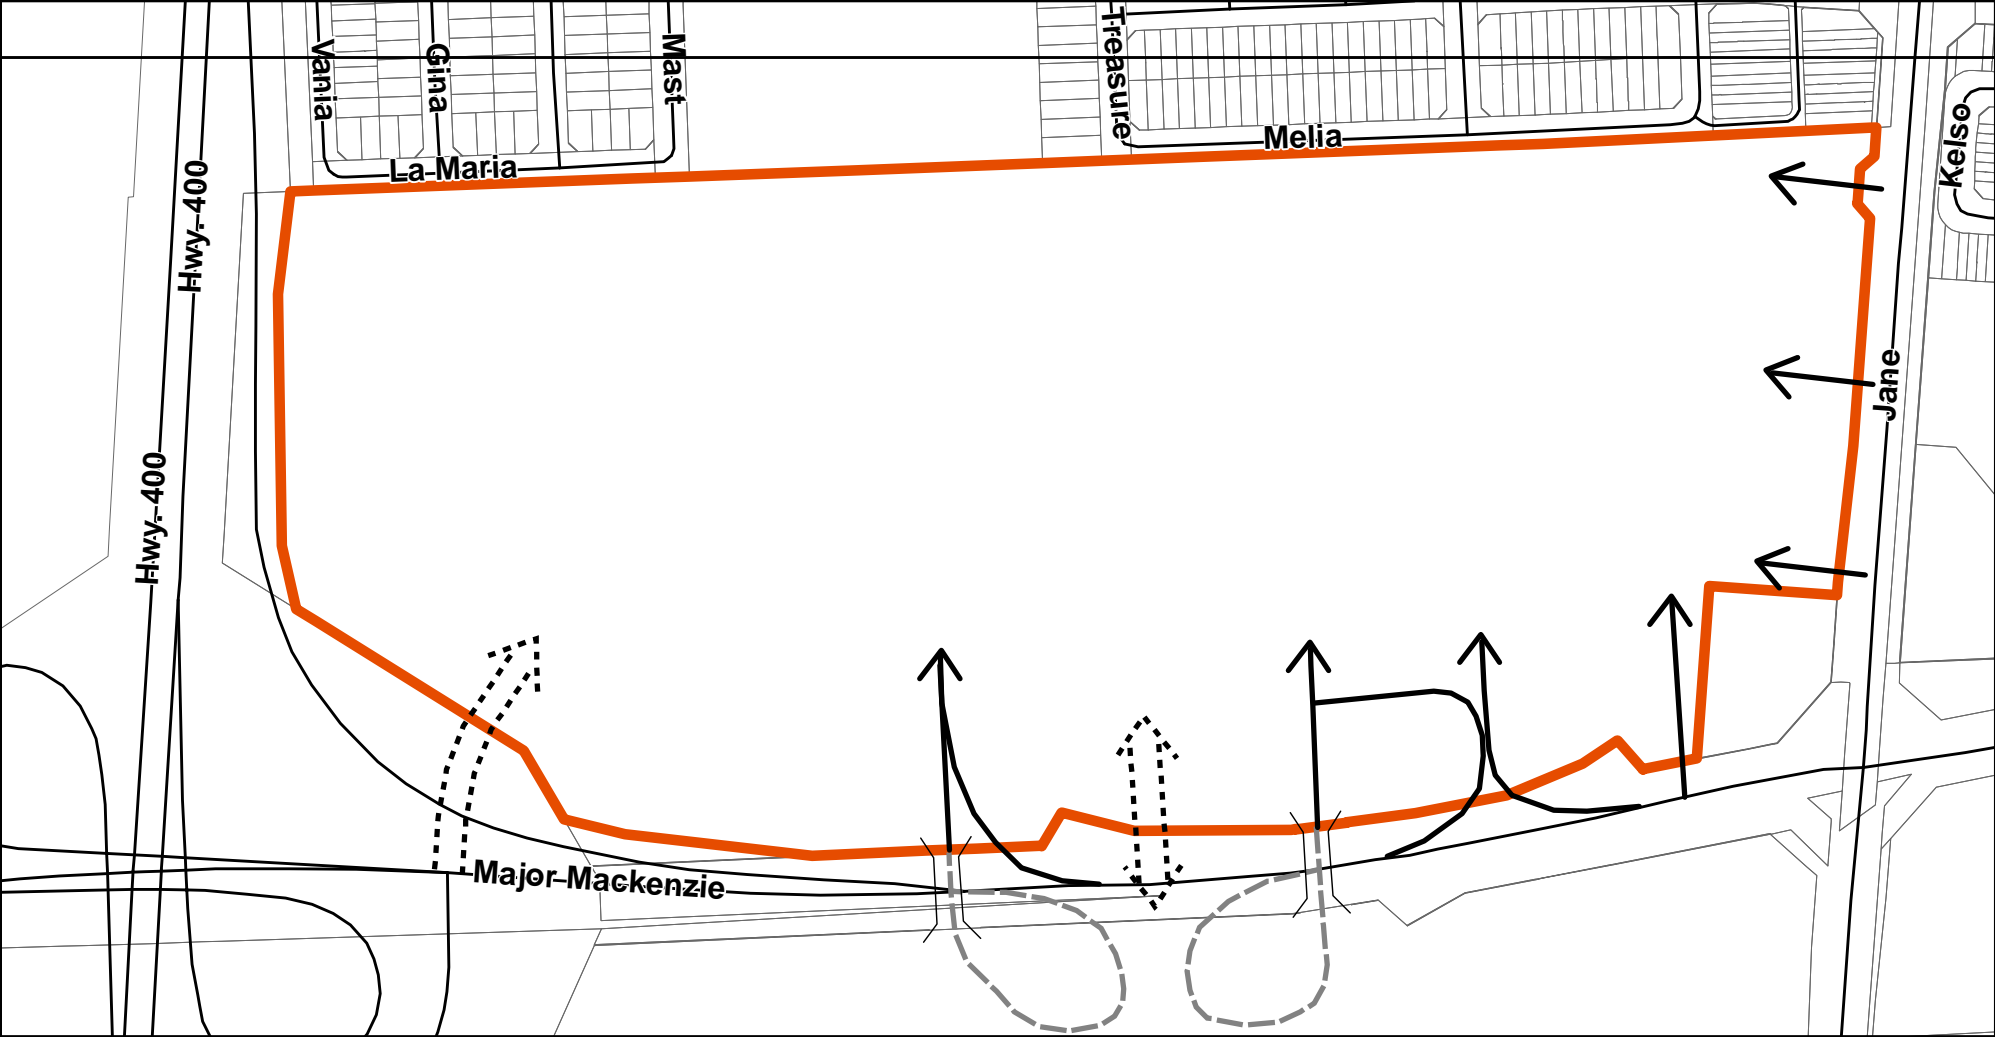 Vania
Gina
Mast
Treasure
Melia
La Maria
Kelso
Hwy. 400
Jane
Hwy. 400
Major Mackenzie